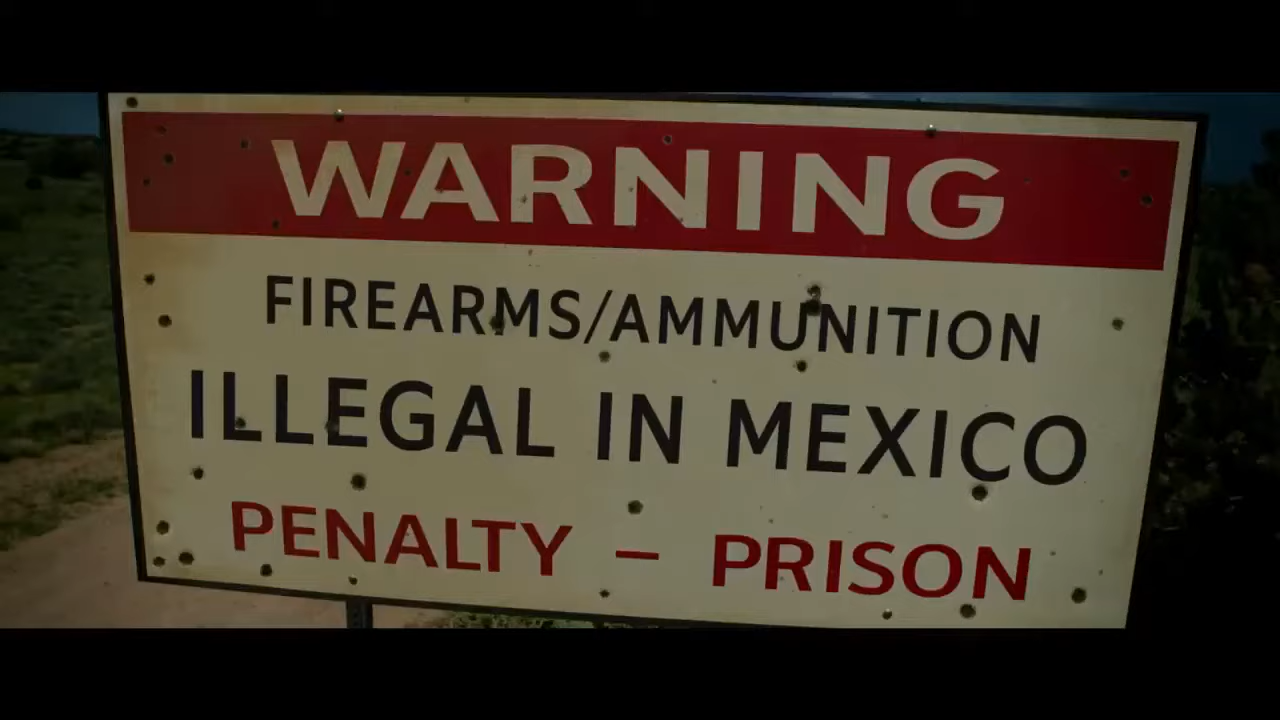 WARNING
FIREARMS/AMMUNITION
ILLEGAL IN MEXICO
PENALTY – PRISON